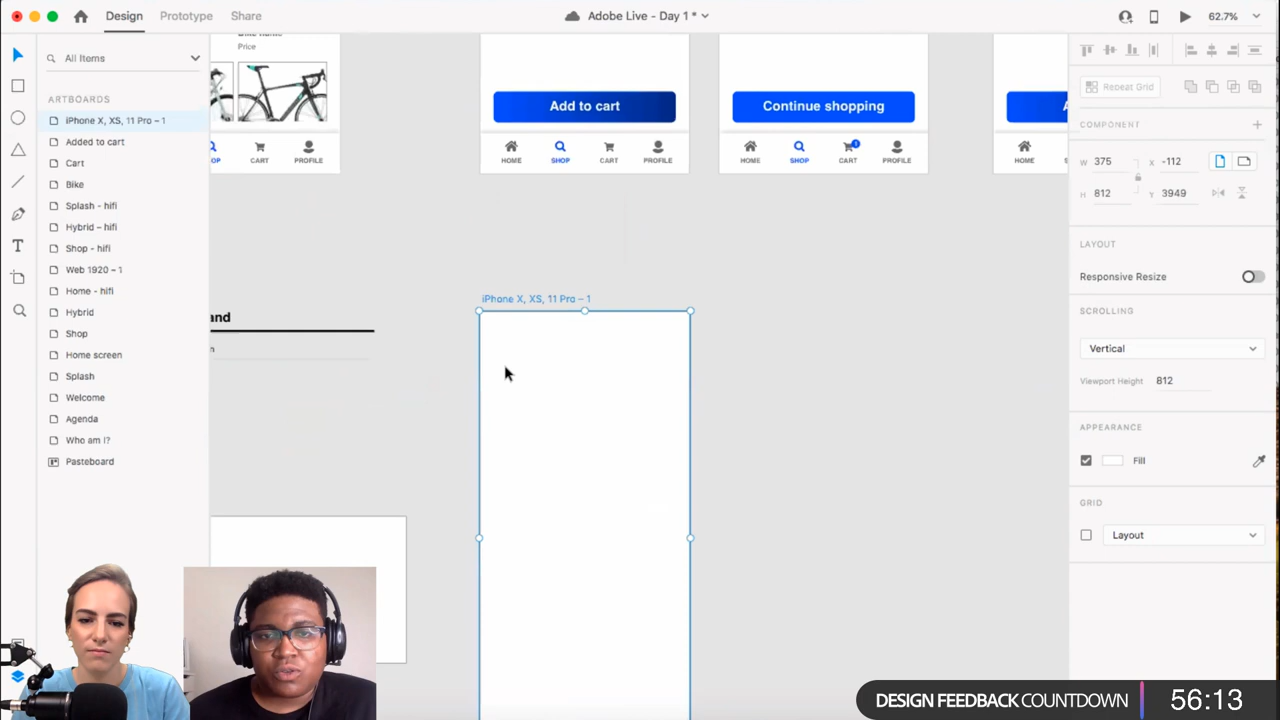 Design Prototype Share
Adobe Live - Day 1 *
62.7%
All Items
ARTBOARDS
iPhone X, XS, 11 Pro – 1
Added to cart
Cart
Bike
Splash - hifi
Hybrid – hifi
Shop - hifi
Web 1920 – 1
Home - hifi
Hybrid
Shop
Home screen
Splash
Welcome
Agenda
Who am I?
Pasteboard
Price
OP CART PROFILE
Add to cart
HOME SHOP CART PROFILE
Continue shopping
1
HOME SHOP CART PROFILE
A
HOME SH
and
n
iPhone X, XS, 11 Pro – 1
Repeat Grid
COMPONENT
W 375 X -112
H 812 Y 3949
LAYOUT
Responsive Resize
SCROLLING
Vertical
Viewport Height 812
APPEARANCE
Fill
GRID
Layout
DESIGN FEEDBACK COUNTDOWN 56:13